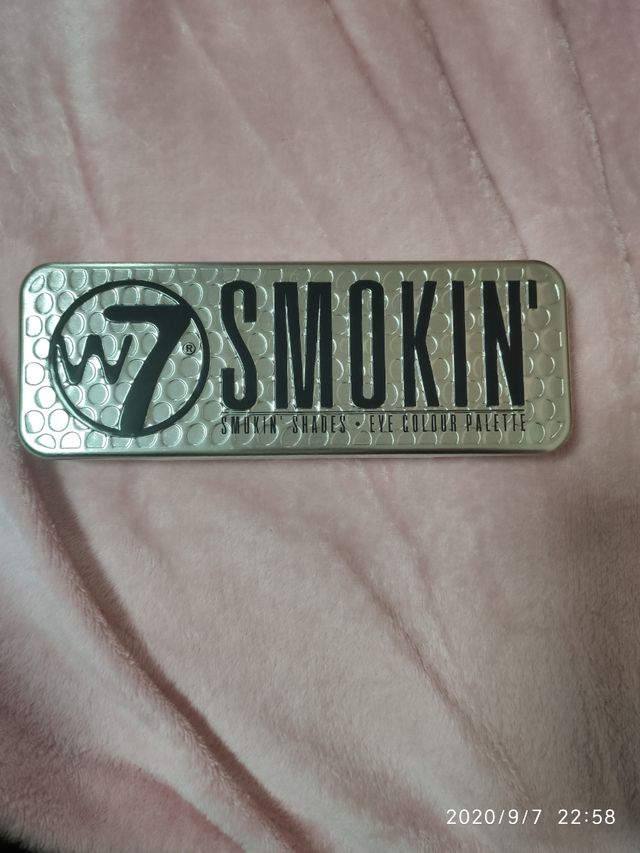 W7®
SMOKIN'
SMOKIN' SHADES • EYE COLOUR PALETTE
2020/9/7 22:58